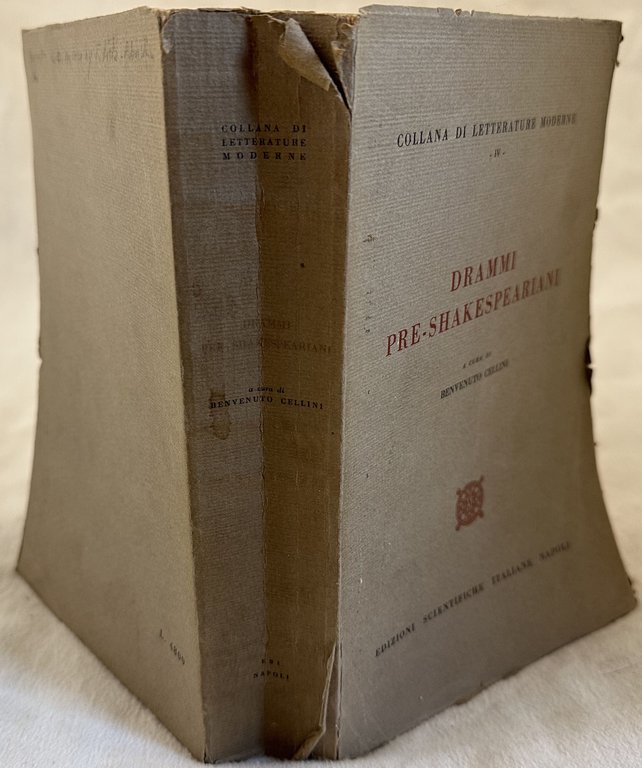 COLLANA DI LETTERATURE MODERNE
- IV -
DRAMMI
PRE-SHAKESPEARIANI
a cura di
BENVENUTO CELLINI
EDIZIONI SCIENTIFICHE ITALIANE NAPOLI
COLLANA DI
LETTERATURE
MODERNE
DRAMMI
PRE-SHAKESPEARIANI
a cura di
BENVENUTO CELLINI
ESI
NAPOLI
L. 4000